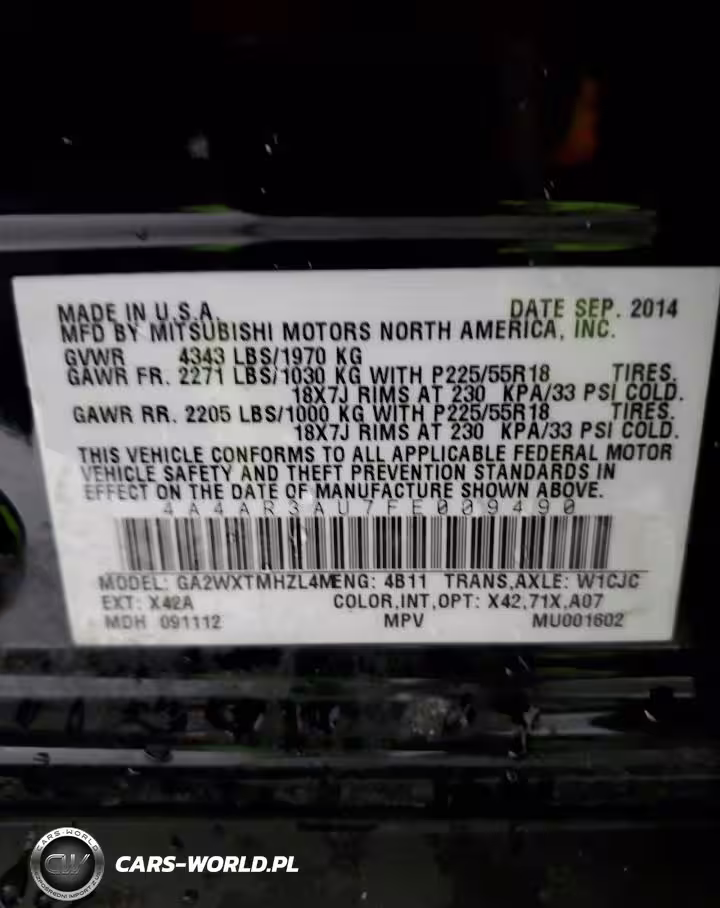 MADE IN U.S.A. DATE SEP. 2014
MFD BY MITSUBISHI MOTORS NORTH AMERICA, INC.
GVWR 4343 LBS/1970 KG
GAWR FR. 2271 LBS/1030 KG WITH P225/55R18 TIRES.
18X7J RIMS AT 230 KPA/33 PSI COLD.
GAWR RR. 2205 LBS/1000 KG WITH P225/55R18 TIRES.
18X7J RIMS AT 230 KPA/33 PSI COLD.
THIS VEHICLE CONFORMS TO ALL APPLICABLE FEDERAL MOTOR
VEHICLE SAFETY AND THEFT PREVENTION STANDARDS IN
EFFECT ON THE DATE OF MANUFACTURE SHOWN ABOVE.
4A4AR3AU7FE009490
MODEL: GA2WXTMHZL4M ENG: 4B11 TRANS,AXLE: W1CJC
EXT: X42A COLOR,INT,OPT: X42,71X,A07
MDH 091112 MPV MU001602
CARS-WORLD
CW
CARS-WORLD.PL